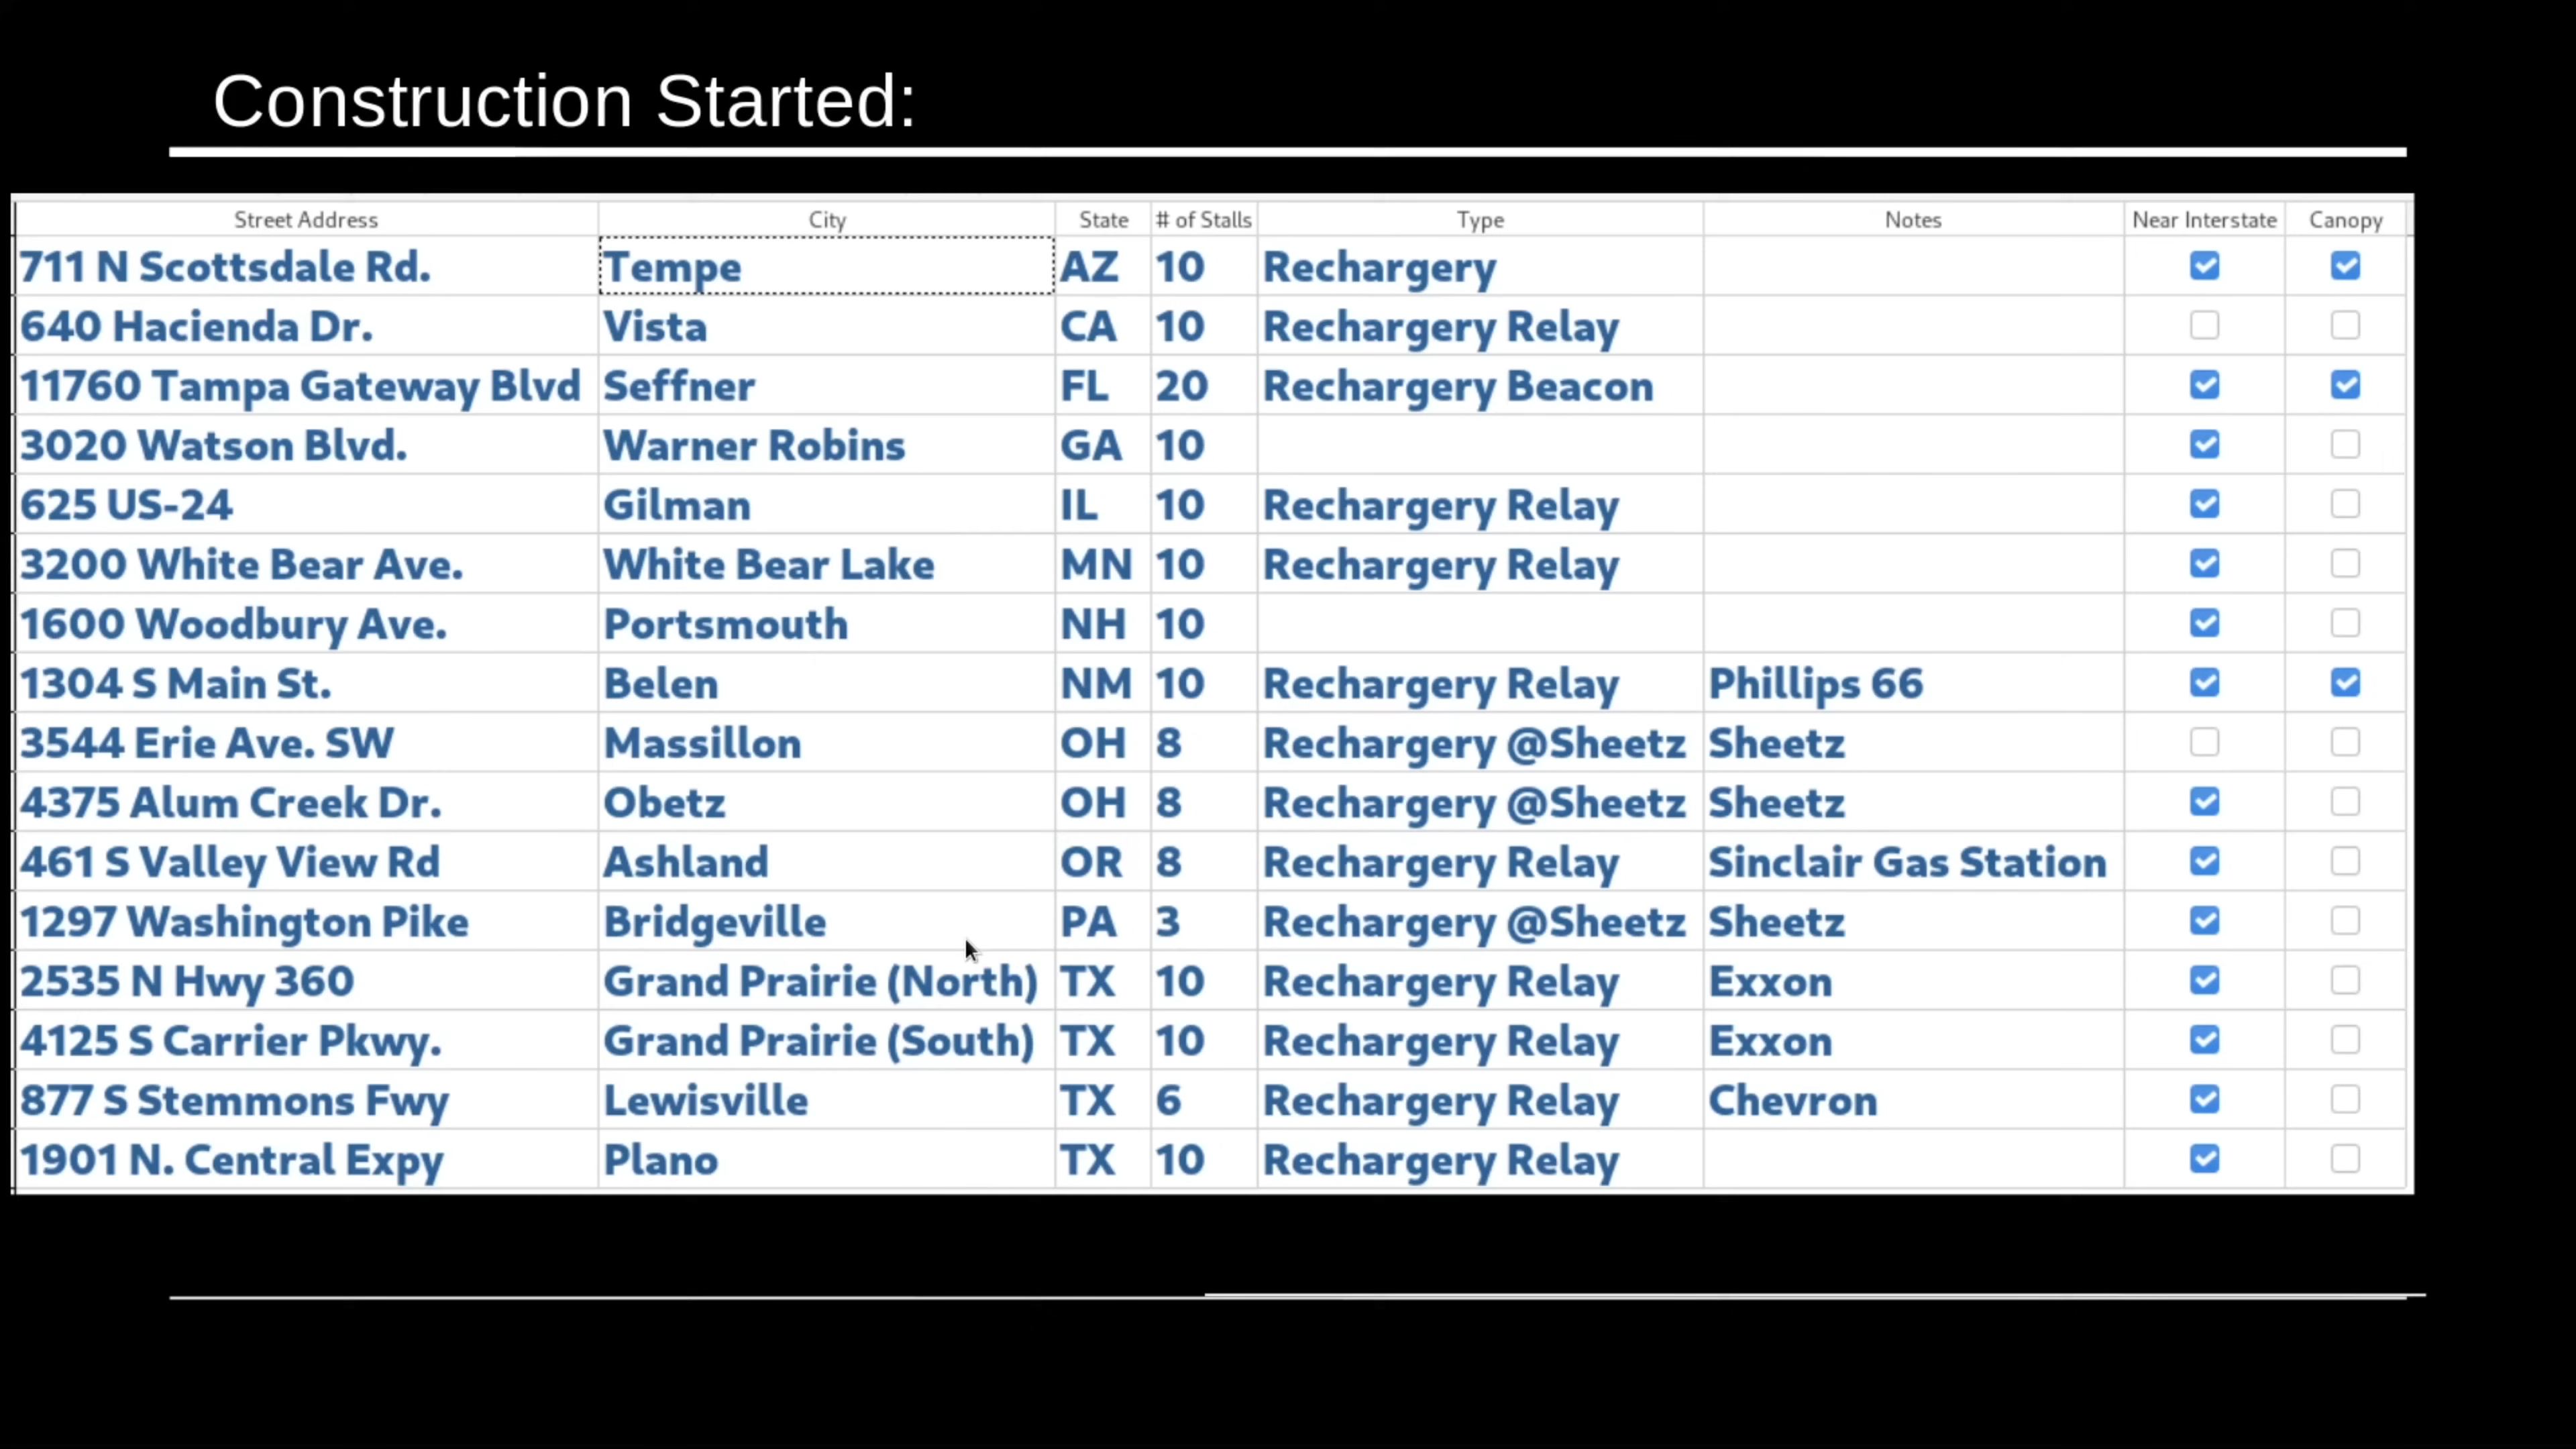 Construction Started:
Street Address City State # of Stalls Type Notes Near Interstate Canopy
711 N Scottsdale Rd. Tempe AZ 10 Rechargery
640 Hacienda Dr. Vista CA 10 Rechargery Relay
11760 Tampa Gateway Blvd Seffner FL 20 Rechargery Beacon
3020 Watson Blvd. Warner Robins GA 10
625 US-24 Gilman IL 10 Rechargery Relay
3200 White Bear Ave. White Bear Lake MN 10 Rechargery Relay
1600 Woodbury Ave. Portsmouth NH 10
1304 S Main St. Belen NM 10 Rechargery Relay Phillips 66
3544 Erie Ave. SW Massillon OH 8 Rechargery @Sheetz Sheetz
4375 Alum Creek Dr. Obetz OH 8 Rechargery @Sheetz Sheetz
461 S Valley View Rd Ashland OR 8 Rechargery Relay Sinclair Gas Station
1297 Washington Pike Bridgeville PA 3 Rechargery @Sheetz Sheetz
2535 N Hwy 360 Grand Prairie (North) TX 10 Rechargery Relay Exxon
4125 S Carrier Pkwy. Grand Prairie (South) TX 10 Rechargery Relay Exxon
877 S Stemmons Fwy Lewisville TX 6 Rechargery Relay Chevron
1901 N. Central Expy Plano TX 10 Rechargery Relay